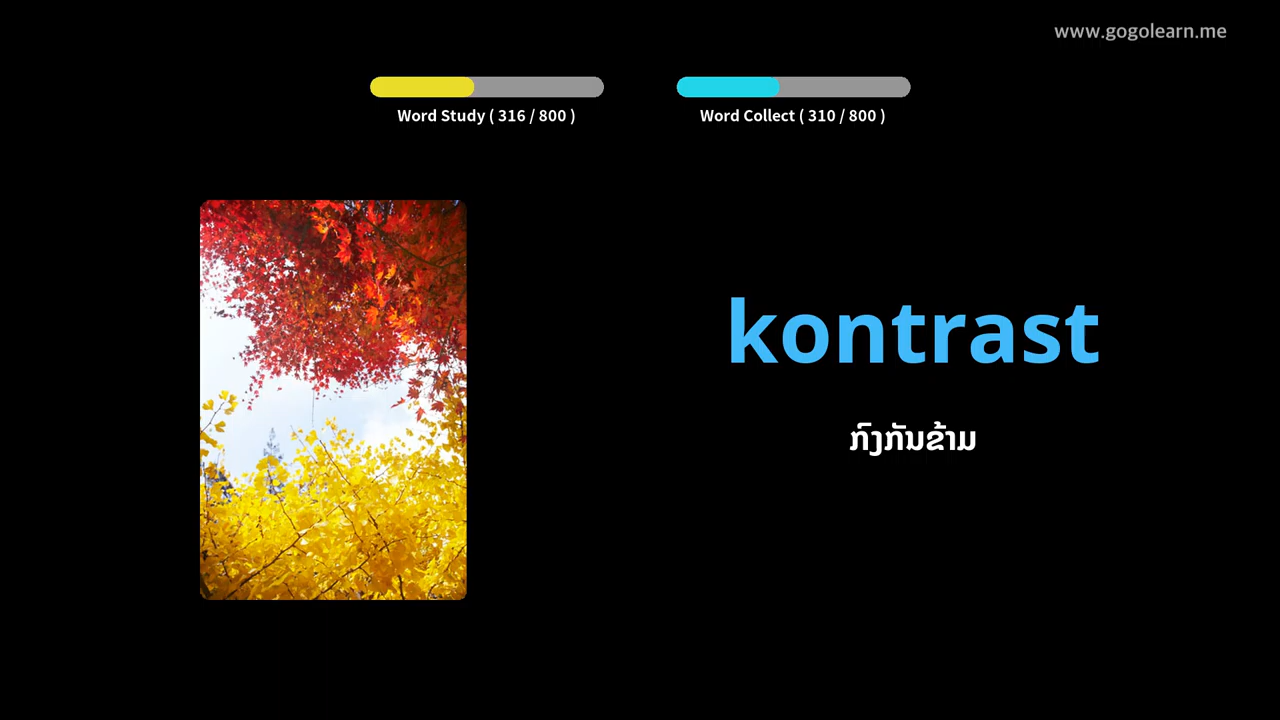 www.gogolearn.me
Word Study ( 316 / 800 )
Word Collect ( 310 / 800 )
kontrast
ກົງກັນຂ້າມ